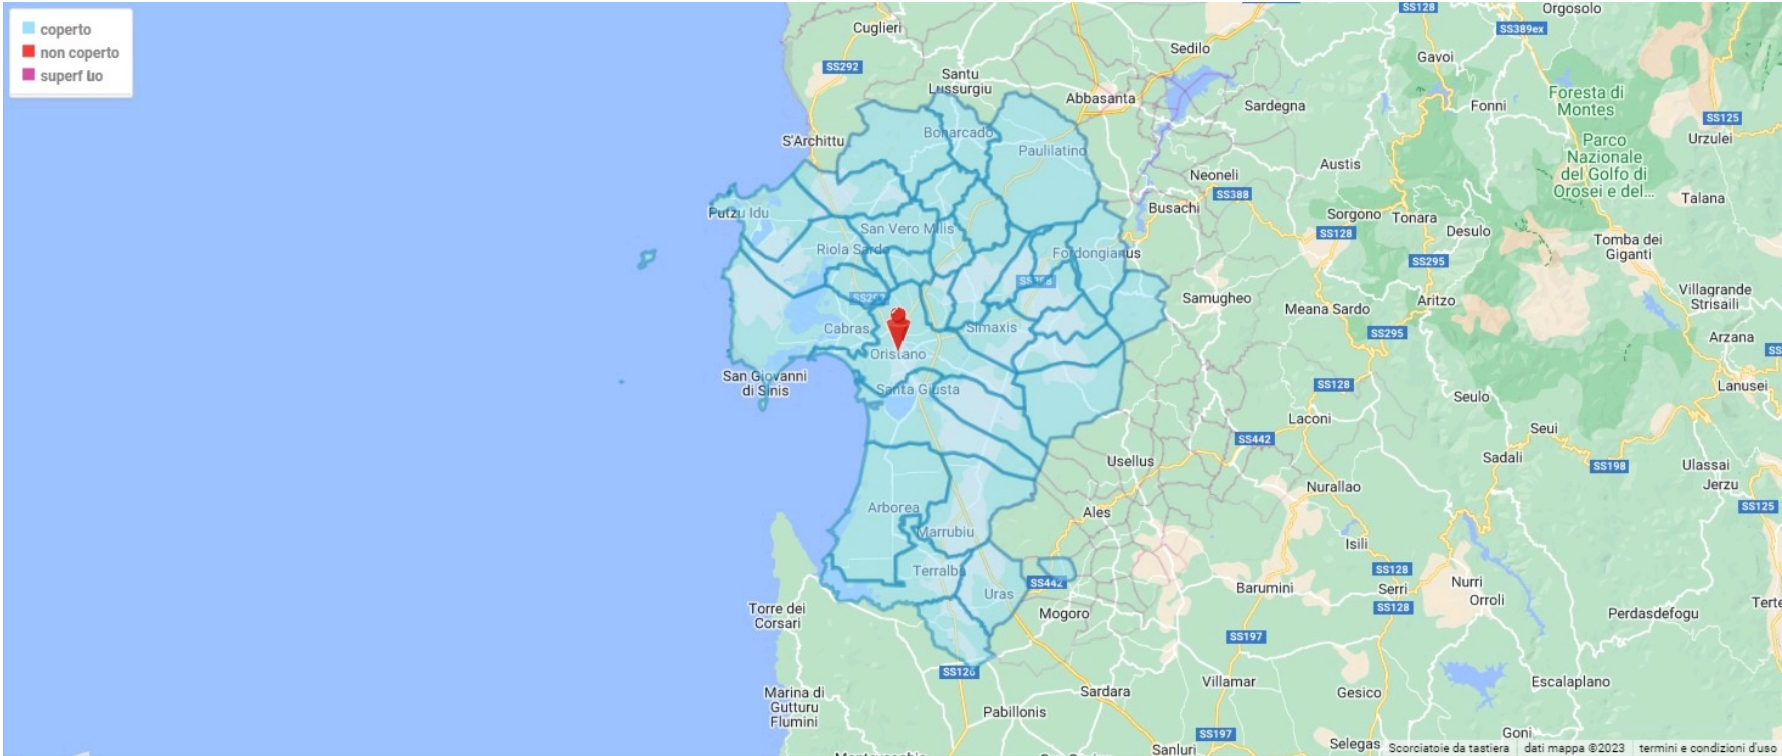 coperto
non coperto
superf uo
Cuglieri
SS292
Santu
Lussurgiu
Sedilo
Abbasanta
SS128
Orgosolo
SS389ex
Gavoi
Sardegna
Fonni
Foresta di
Montes
SS125
Urzulei
S'Archittu
Bonarcado
Paulilatino
Parco
Nazionale
del Golfo di
Orosei e del...
Austis
Neoneli
SS388
Busachi
Talana
Putzu Idu
San Vero Milis
Riola Sardo
Fordongianus
Sorgono
Tonara
SS128
Desulo
SS295
Tomba dei
Giganti
SS388
SS292
Samugheo
Meana Sardo
Aritzo
Villagrande
Strisaili
Cabras
Simaxis
Oristano
SS295
Arzana
SS
San Giovanni
di Sinis
Santa Giusta
SS128
Lanusei
Seulo
Laconi
Seui
SS442
Usellus
Sadali
SS198
Ulassai
Jerzu
Nurallao
Arborea
Ales
SS125
Marrubiu
Isili
Terralba
SS442
SS128
Uras
Barumini
Serri
SS128
Nurri
Orroli
Torre dei
Corsari
Mogoro
Perdasdefogu
Terte
SS197
SS126
Villamar
Escalaplano
Marina di
Gutturu
Flumini
Sardara
Gesico
Pabillonis
SS197
Goni
Sanluri
Selegas
Scorciatoie da tastiera
dati mappa ©2023
termini e condizioni d'uso